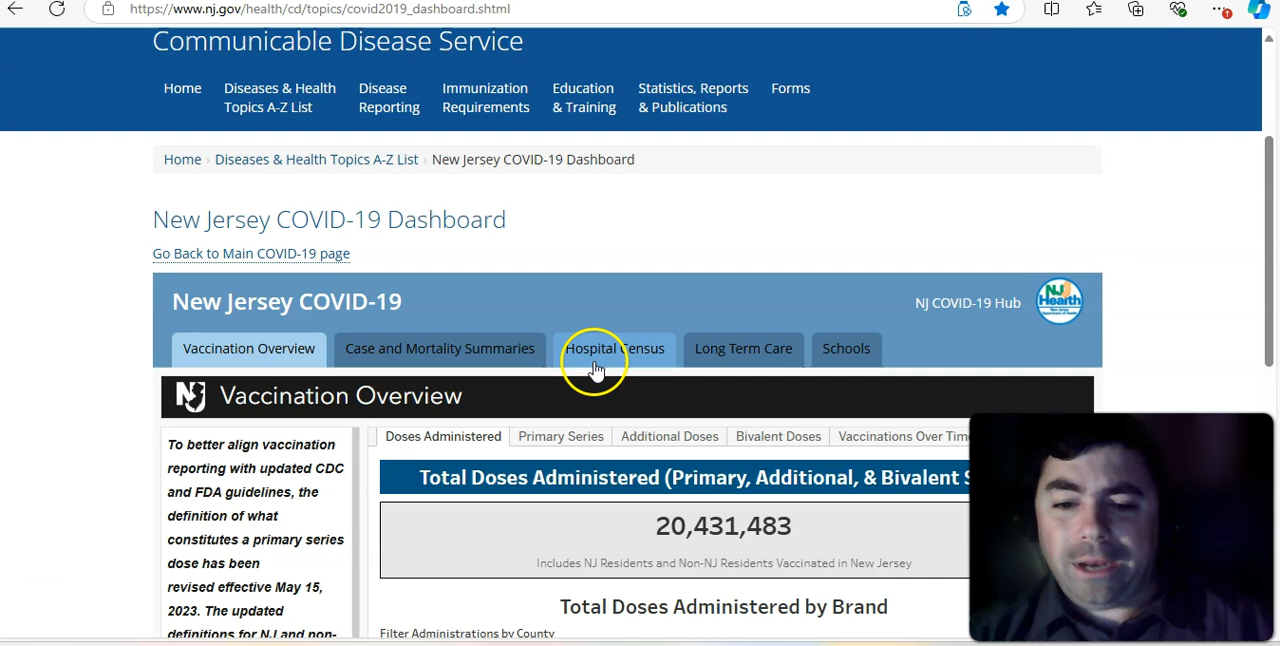 https://www.nj.gov/health/cd/topics/covid2019_dashboard.shtml
Communicable Disease Service
Home
Diseases & Health
Topics A-Z List
Disease
Reporting
Immunization
Requirements
Education
& Training
Statistics, Reports
& Publications
Forms
Home › Diseases & Health Topics A-Z List › New Jersey COVID-19 Dashboard
New Jersey COVID-19 Dashboard
Go Back to Main COVID-19 page
New Jersey COVID-19
NJ COVID-19 Hub
NJ
Health
Vaccination Overview
Case and Mortality Summaries
Hospital Census
Long Term Care
Schools
Vaccination Overview
To better align vaccination
reporting with updated CDC
and FDA guidelines, the
definition of what
constitutes a primary series
dose has been
revised effective May 15,
2023. The updated
definitions for NJ and non-
Doses Administered
Primary Series
Additional Doses
Bivalent Doses
Vaccinations Over Tim
Total Doses Administered (Primary, Additional, & Bivalent S
20,431,483
Includes NJ Residents and Non-NJ Residents Vaccinated in New Jersey
Total Doses Administered by Brand
Filter Administrations by County